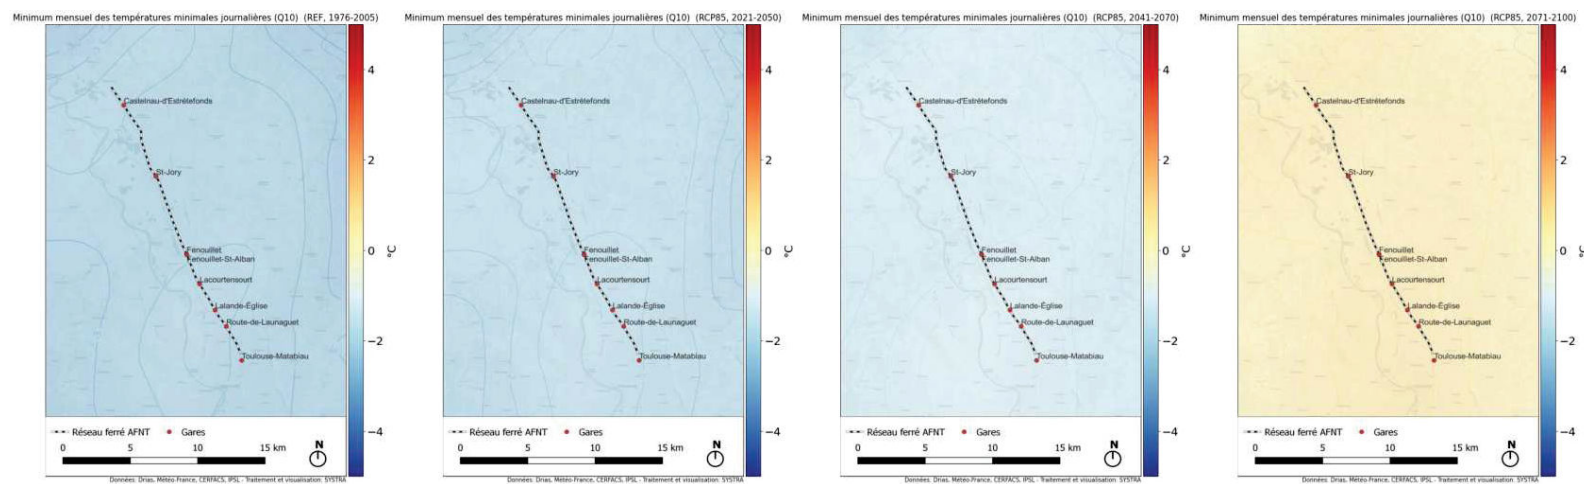 Minimum mensuel des températures minimales journalières (Q10) (REF, 1976-2005)
4
2
0
−2
−4
°C
Castelnau-d'Estrétefonds
St-Jory
Fenouillet
Fenouillet-St-Alban
Lacourtensourt
Lalande-Église
Route-de-Launaguet
Toulouse-Matabiau
Réseau ferré AFNT Gares
0 5 10 15 km
N
Données: Drias, Météo-France, CERFACS, IPSL - Traitement et visualisation: SYSTRA
Minimum mensuel des températures minimales journalières (Q10) (RCP85, 2021-2050)
4
2
0
−2
−4
°C
Castelnau-d'Estrétefonds
St-Jory
Fenouillet
Fenouillet-St-Alban
Lacourtensourt
Lalande-Église
Route-de-Launaguet
Toulouse-Matabiau
Réseau ferré AFNT Gares
0 5 10 15 km
N
Données: Drias, Météo-France, CERFACS, IPSL - Traitement et visualisation: SYSTRA
Minimum mensuel des températures minimales journalières (Q10) (RCP85, 2041-2070)
4
2
0
−2
−4
°C
Castelnau-d'Estrétefonds
St-Jory
Fenouillet
Fenouillet-St-Alban
Lacourtensourt
Lalande-Église
Route-de-Launaguet
Toulouse-Matabiau
Réseau ferré AFNT Gares
0 5 10 15 km
N
Données: Drias, Météo-France, CERFACS, IPSL - Traitement et visualisation: SYSTRA
Minimum mensuel des températures minimales journalières (Q10) (RCP85, 2071-2100)
4
2
0
−2
−4
°C
Castelnau-d'Estrétefonds
St-Jory
Fenouillet
Fenouillet-St-Alban
Lacourtensourt
Lalande-Église
Route-de-Launaguet
Toulouse-Matabiau
Réseau ferré AFNT Gares
0 5 10 15 km
N
Données: Drias, Météo-France, CERFACS, IPSL - Traitement et visualisation: SYSTRA